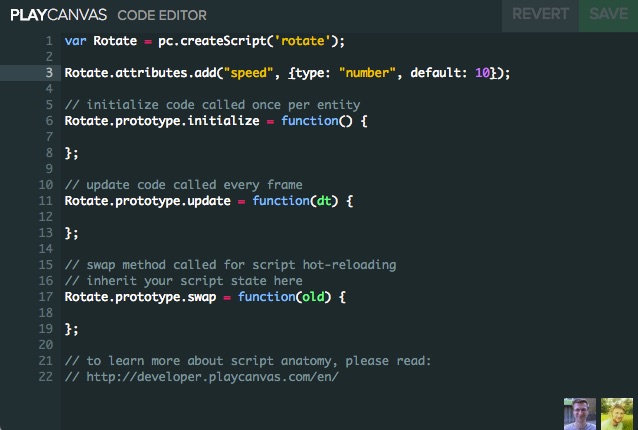 PLAYCANVAS CODE EDITOR REVERT SAVE
1 var Rotate = pc.createScript('rotate');
2
3 Rotate.attributes.add("speed", {type: "number", default: 10});
4
5 // initialize code called once per entity
6 Rotate.prototype.initialize = function() {
7
8 };
9
10 // update code called every frame
11 Rotate.prototype.update = function(dt) {
12
13 };
14
15 // swap method called for script hot-reloading
16 // inherit your script state here
17 Rotate.prototype.swap = function(old) {
18
19 };
20
21 // to learn more about script anatomy, please read:
22 // http://developer.playcanvas.com/en/